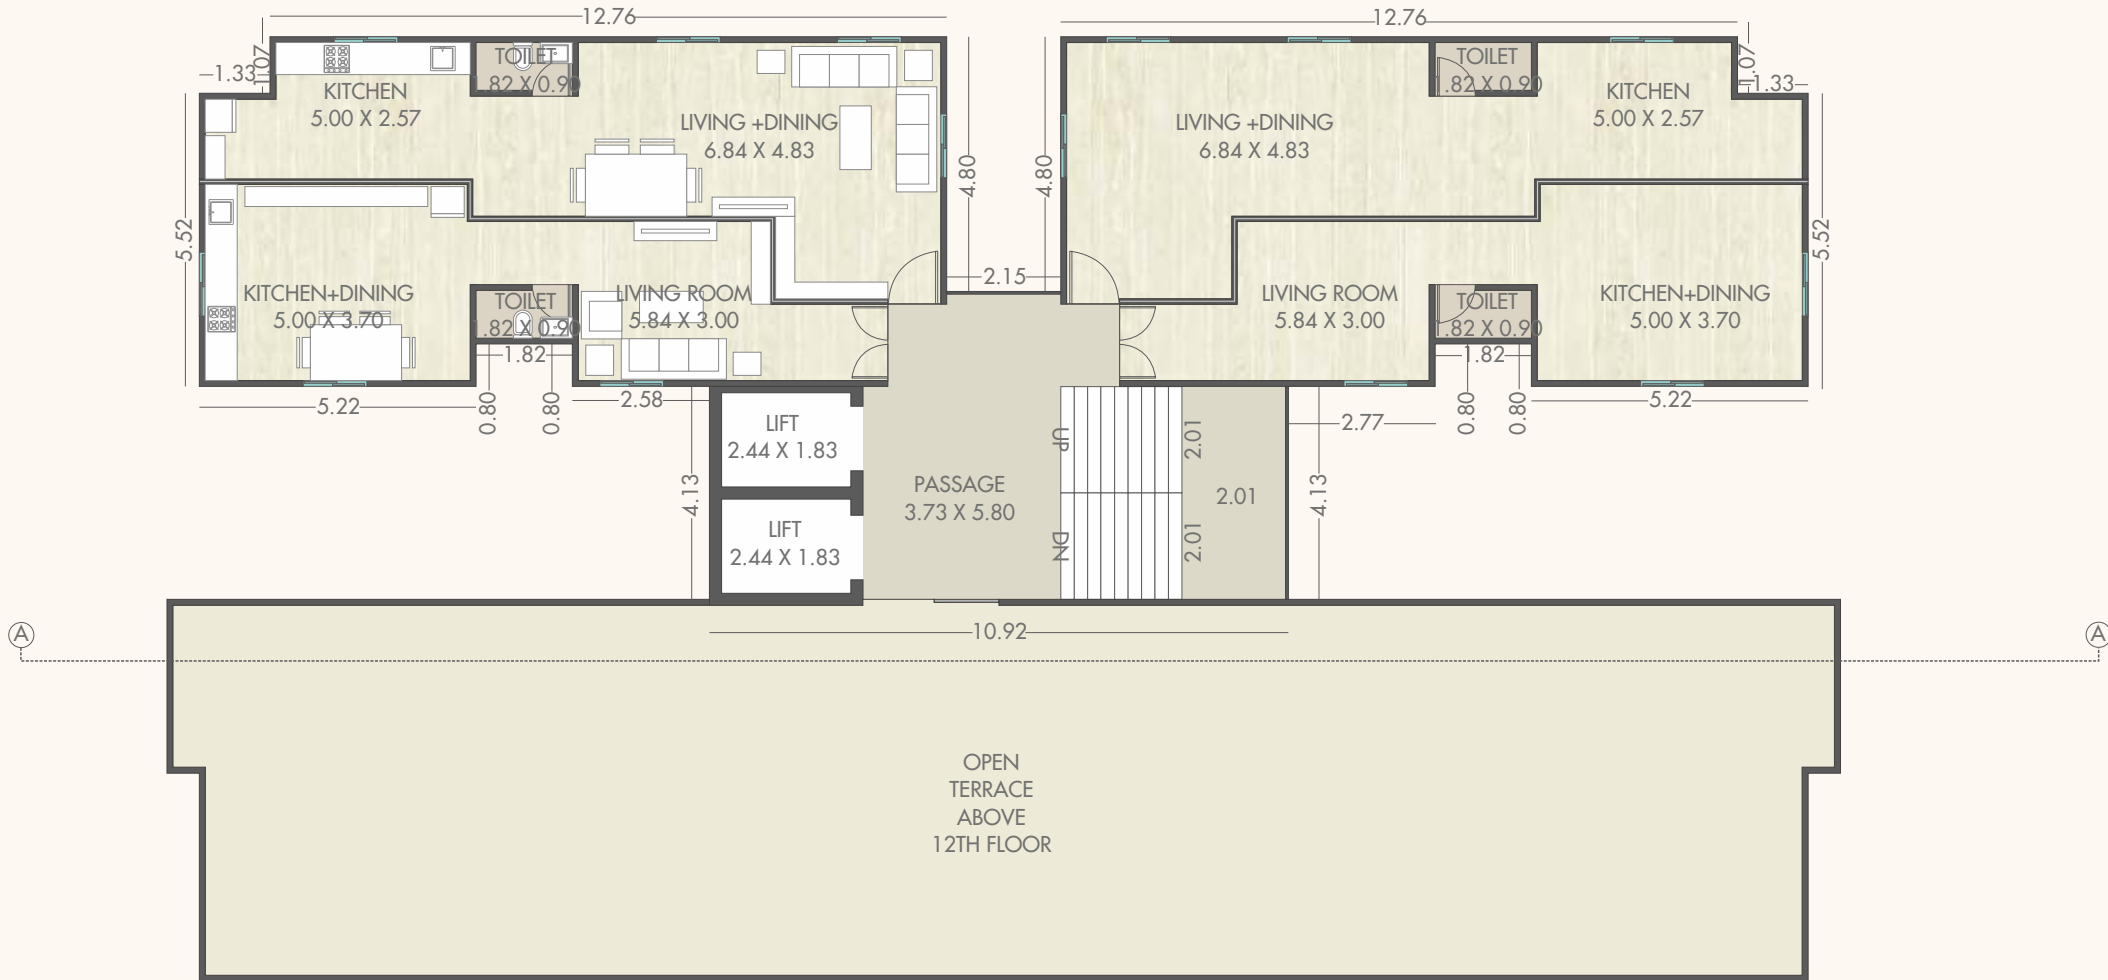 12.76
12.76
1.33
1.07
TOILET
1.82 X 0.90
KITCHEN
5.00 X 2.57
LIVING +DINING
6.84 X 4.83
4.80
4.80
LIVING +DINING
6.84 X 4.83
TOILET
1.82 X 0.90
KITCHEN
5.00 X 2.57
1.07
1.33
5.52
KITCHEN+DINING
5.00 X 3.70
TOILET
1.82 X 0.90
LIVING ROOM
5.84 X 3.00
2.15
LIVING ROOM
5.84 X 3.00
TOILET
1.82 X 0.90
KITCHEN+DINING
5.00 X 3.70
5.52
1.82
1.82
5.22
0.80
0.80
2.58
2.77
0.80
0.80
5.22
LIFT
2.44 X 1.83
UP
2.01
4.13
PASSAGE
3.73 X 5.80
2.01
4.13
LIFT
2.44 X 1.83
DN
2.01
A
10.92
A
OPEN
TERRACE
ABOVE
12TH FLOOR